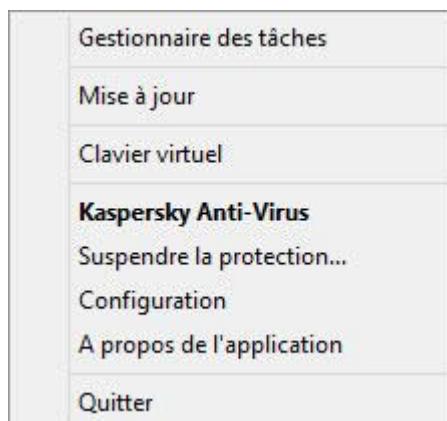 Gestionnaire des tâches
Mise à jour
Clavier virtuel
Kaspersky Anti-Virus
Suspendre la protection...
Configuration
A propos de l'application
Quitter